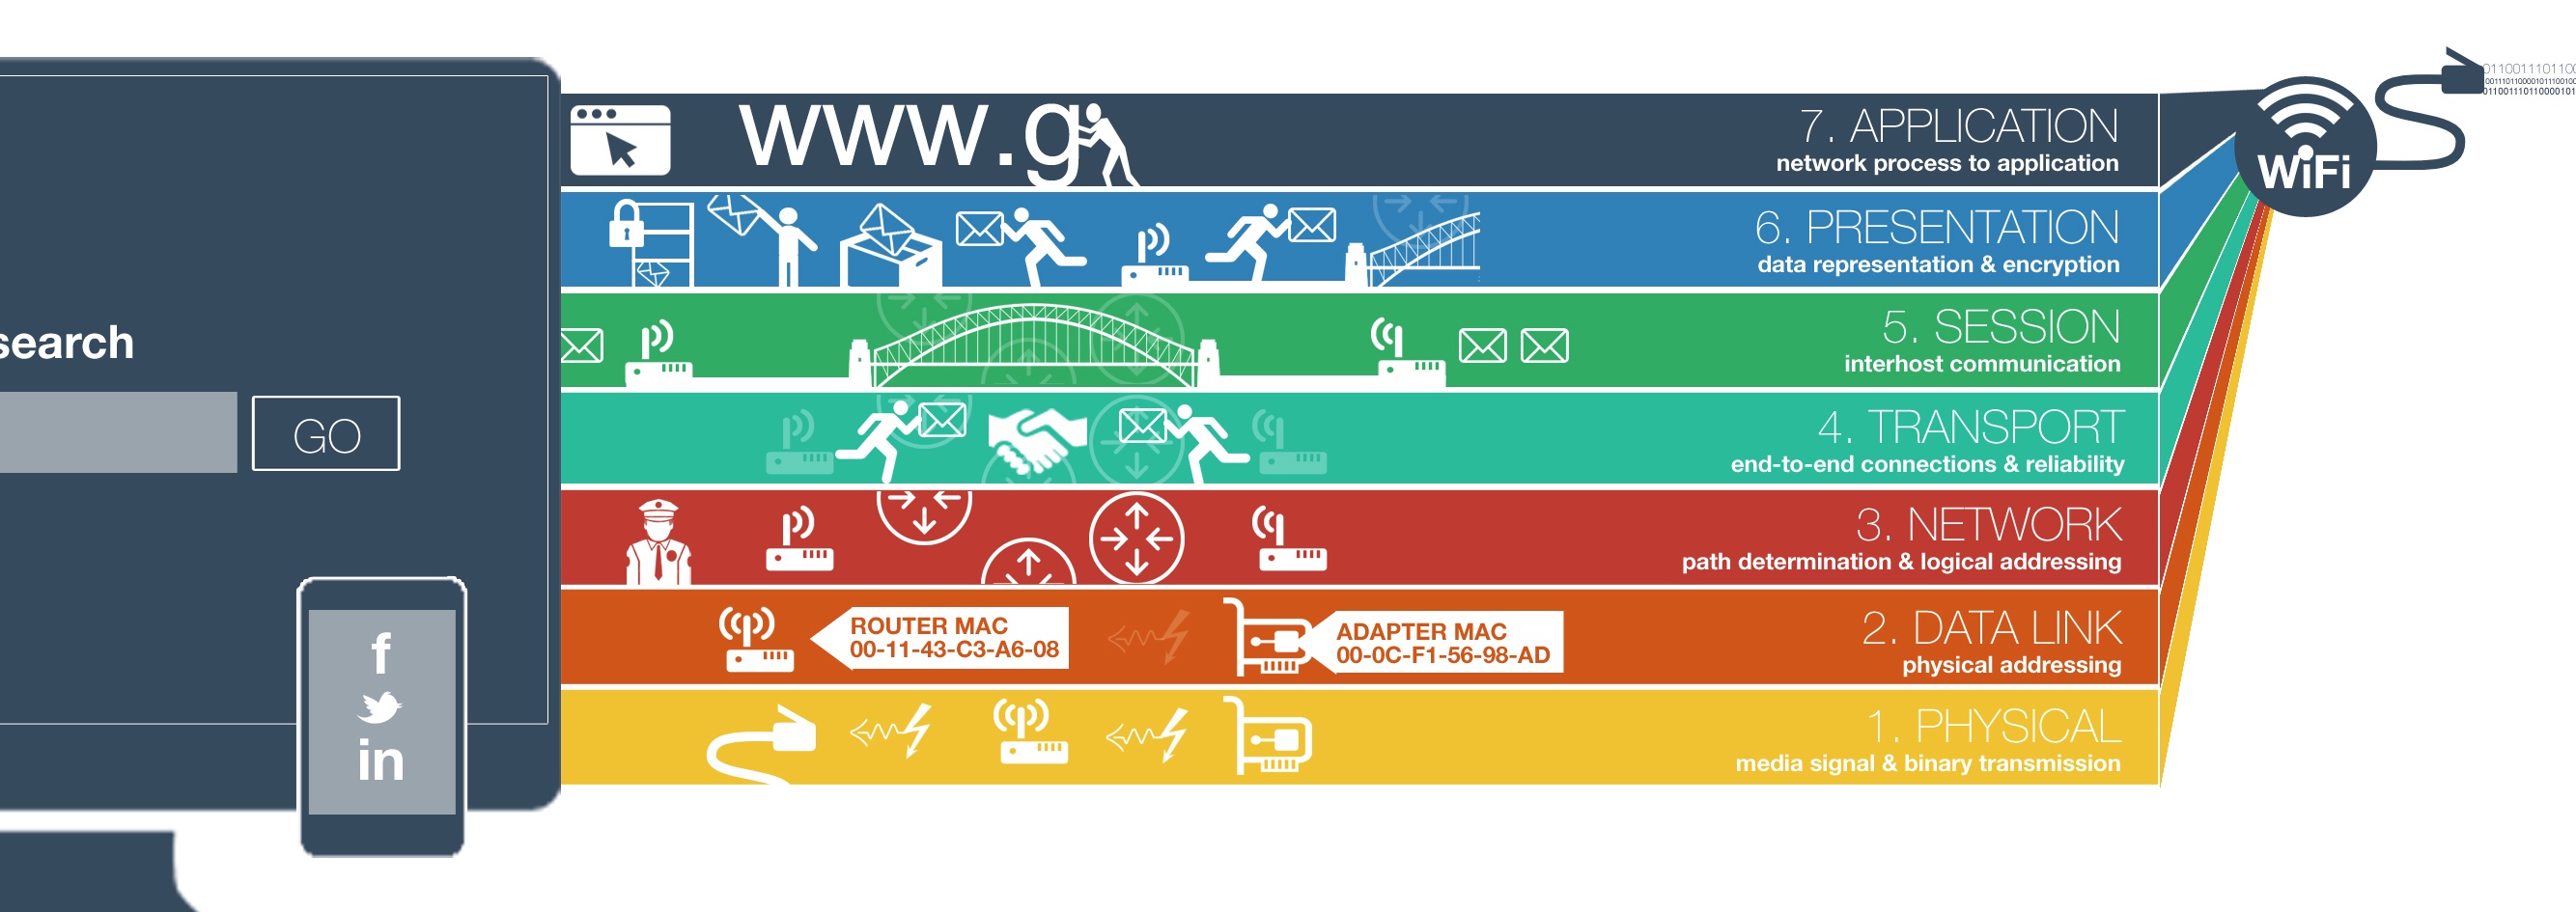 search
GO
f
in
www.g
7. APPLICATION
network process to application
6. PRESENTATION
data representation & encryption
5. SESSION
interhost communication
4. TRANSPORT
end-to-end connections & reliability
3. NETWORK
path determination & logical addressing
ROUTER MAC
00-11-43-C3-A6-08
ADAPTER MAC
00-0C-F1-56-98-AD
2. DATA LINK
physical addressing
1. PHYSICAL
media signal & binary transmission
WiFi